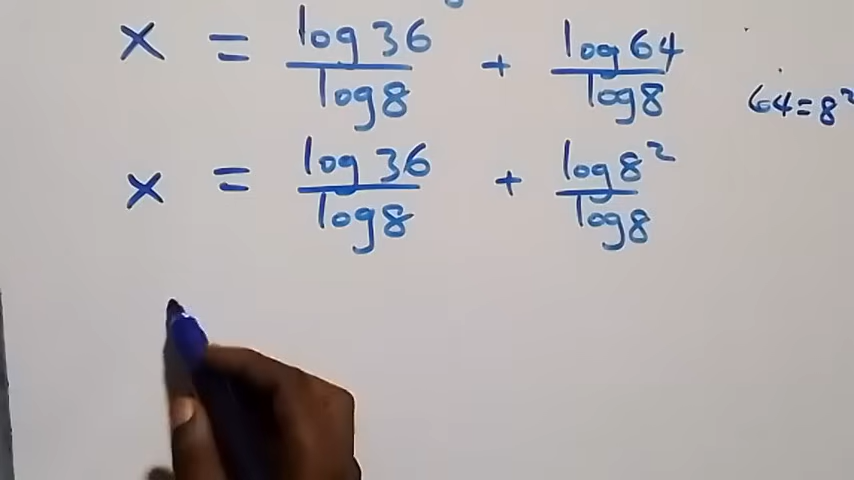 x = log 36 / log 8 + log 64 / log 8
64 = 8²
x = log 36 / log 8 + log 8² / log 8